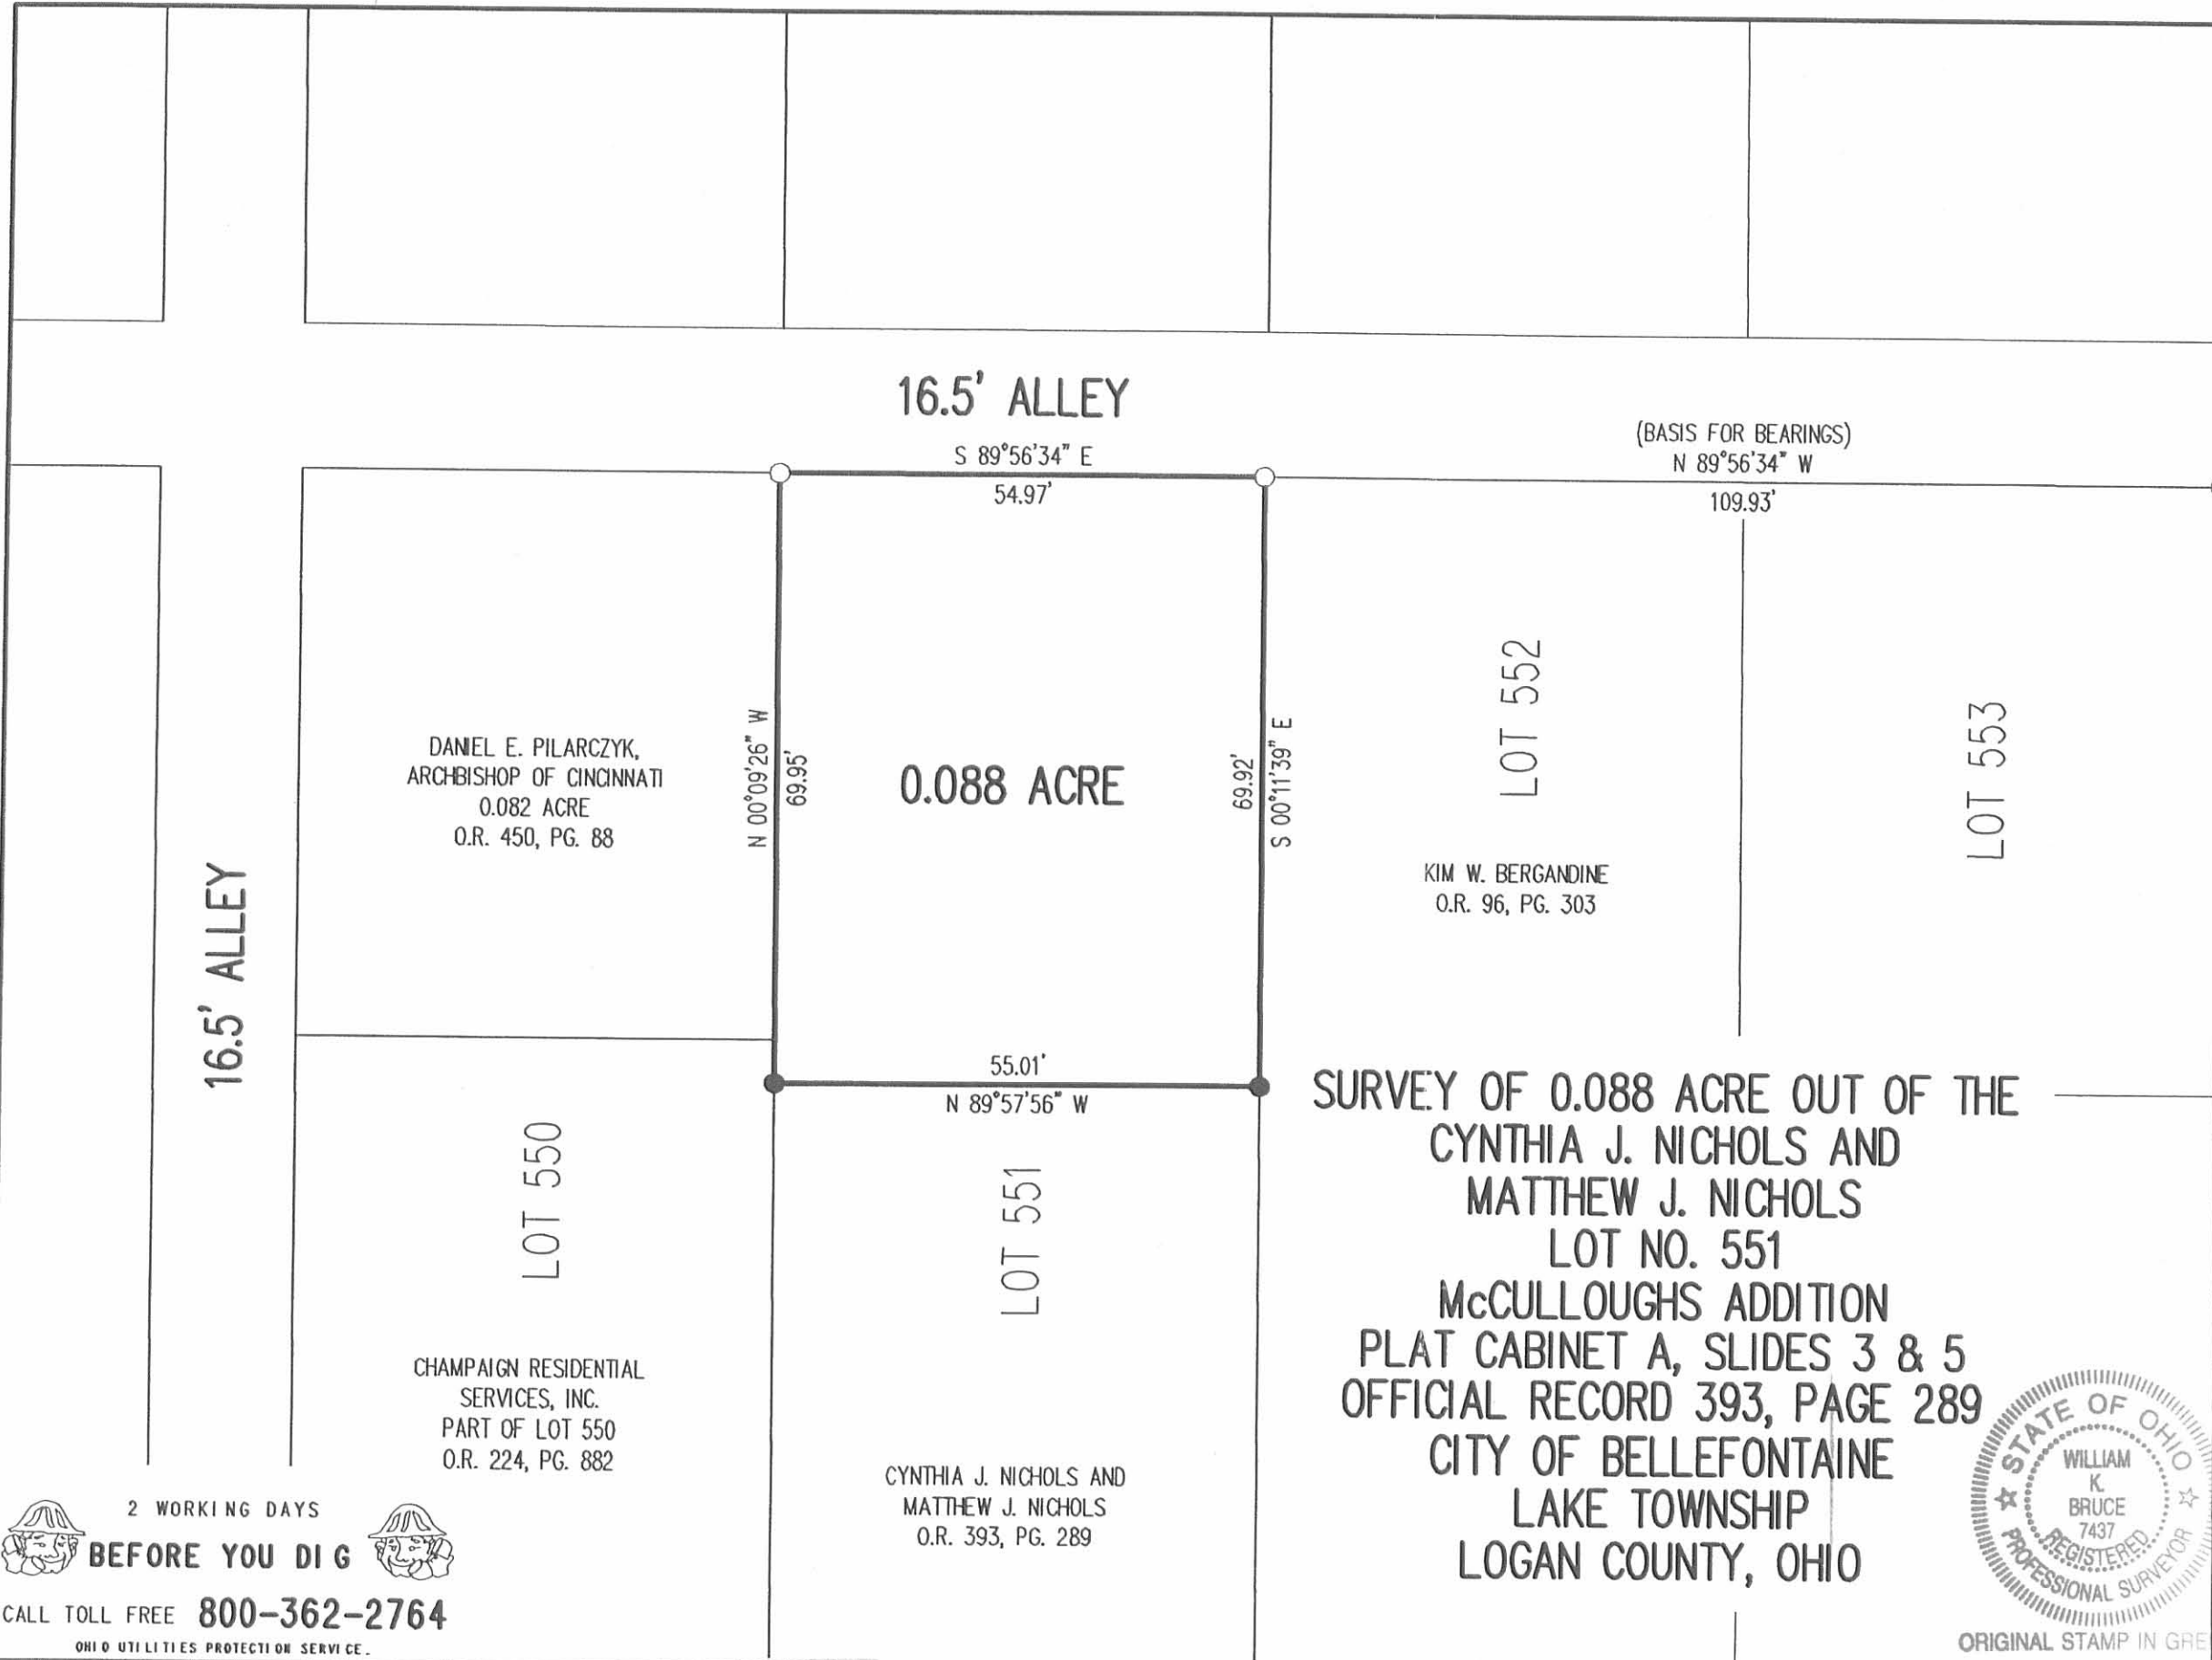 16.5' ALLEY
S 89°56'34" E
54.97'
(BASIS FOR BEARINGS)
N 89°56'34" W
109.93'
DANIEL E. PILARCZYK,
ARCHBISHOP OF CINCINNATI
0.082 ACRE
O.R. 450, PG. 88
N 00°09'26" W
69.95'
0.088 ACRE
69.92'
S 00°11'39" E
LOT 552
KIM W. BERGANDINE
O.R. 96, PG. 303
LOT 553
16.5' ALLEY
55.01'
N 89°57'56" W
LOT 550
CHAMPAIGN RESIDENTIAL
SERVICES, INC.
PART OF LOT 550
O.R. 224, PG. 882
LOT 551
CYNTHIA J. NICHOLS AND
MATTHEW J. NICHOLS
O.R. 393, PG. 289
SURVEY OF 0.088 ACRE OUT OF THE
CYNTHIA J. NICHOLS AND
MATTHEW J. NICHOLS
LOT NO. 551
McCULLOUGHS ADDITION
PLAT CABINET A, SLIDES 3 & 5
OFFICIAL RECORD 393, PAGE 289
CITY OF BELLEFONTAINE
LAKE TOWNSHIP
LOGAN COUNTY, OHIO
STATE OF OHIO
WILLIAM
K.
BRUCE
7437
REGISTERED
PROFESSIONAL SURVEYOR
ORIGINAL STAMP IN GRE
2 WORKING DAYS
BEFORE YOU DIG
CALL TOLL FREE 800-362-2764
OHIO UTILITIES PROTECTION SERVICE.